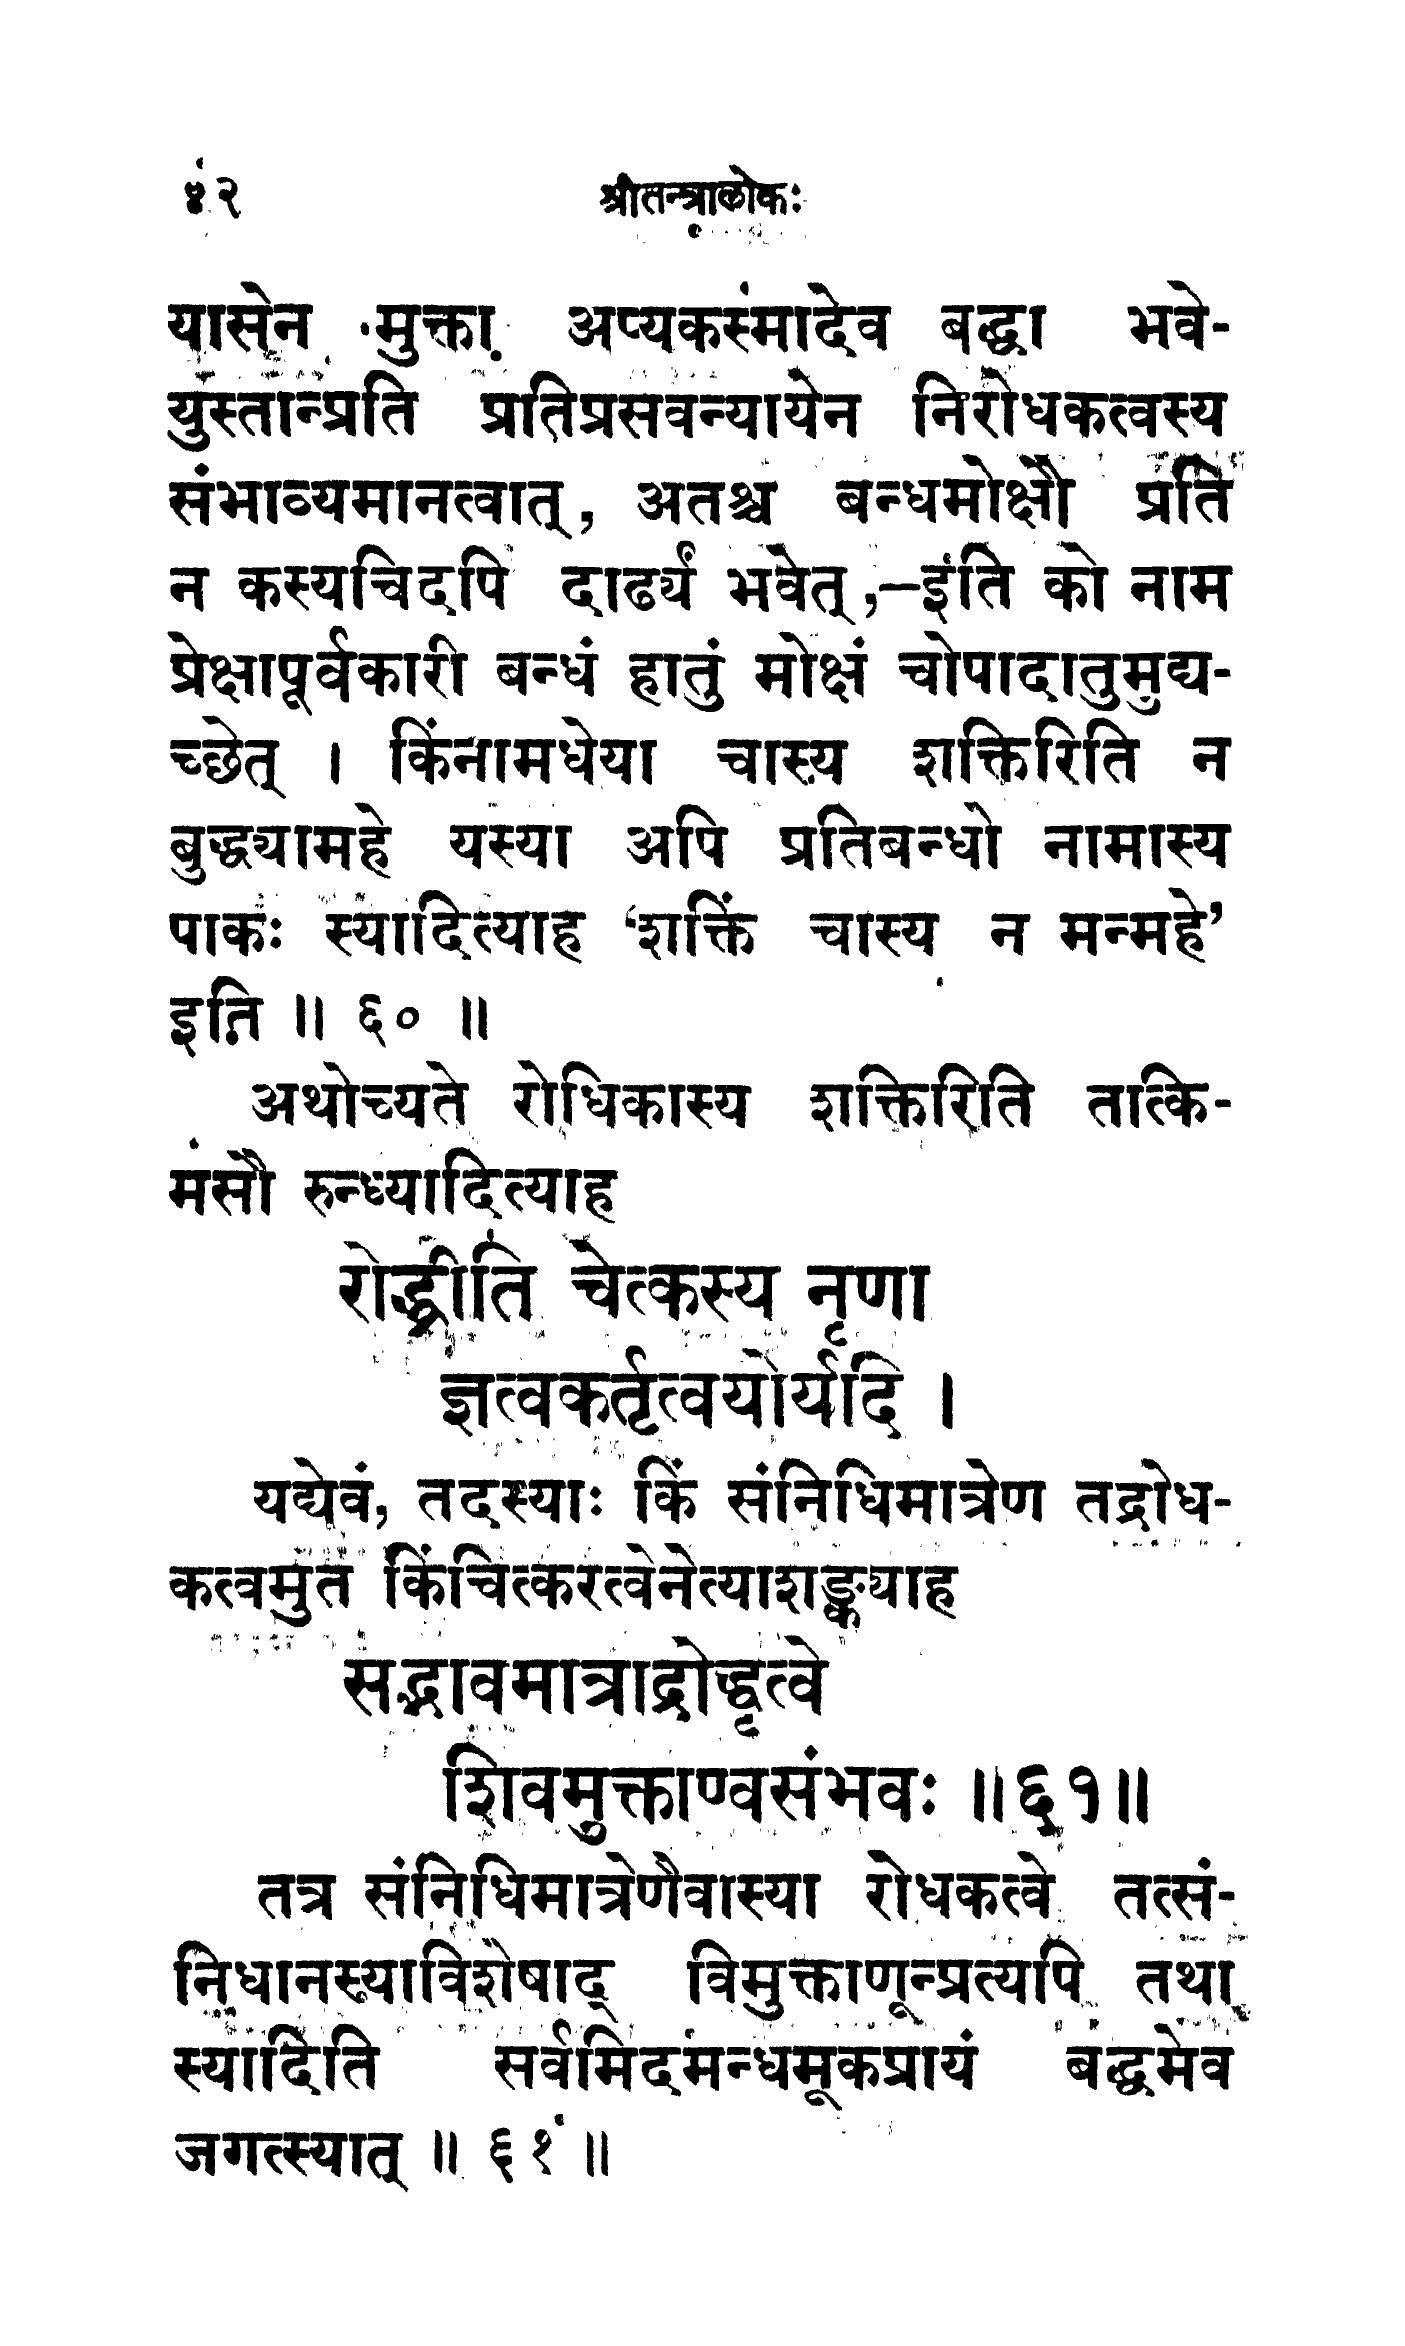 ४२ श्रीतन्त्रालोकः
यासेन मुक्ता अप्यकस्मादेव बद्धा भवे-
युस्तान्प्रति प्रतिप्रसवन्यायेन निरोधकत्वस्य
संभाव्यमानत्वात्, अतश्च बन्धमोक्षौ प्रति
न कस्यचिदपि दार्ढ्यं भवेत्,—इति को नाम
प्रेक्षापूर्वकारी बन्धं हातुं मोक्षं चोपादातुमुद्य-
च्छेत् । किंनामधेया चास्य शक्तिरिति न
बुद्ध्यामहे यस्या अपि प्रतिबन्धो नामास्य
पाकः स्यादित्याह ‘शक्तिं चास्य न मन्महे’
इति ॥ ६० ॥
अथोच्यते रोधिकास्य शक्तिरिति तत्कि-
मसौ रुन्ध्यादित्याह
रोद्ध्रीति चेत्कस्य नृणा
ज्ञत्वकर्तृत्वयोर्यदि ।
यद्येवं, तदस्याः किं संनिधिमात्रेण तद्रोध-
कत्वमुत किंचित्करत्वेनेत्याशङ्क्याह
सद्भावमात्राद्रोद्धृत्वे
शिवमुक्ताण्वसंभवः ॥६१॥
तत्र संनिधिमात्रेणैवास्या रोधकत्वे तत्सं-
निधानस्याविशेषाद् विमुक्ताणून्प्रत्यपि तथा
स्यादिति सर्वमिदमन्धमूकप्रायं बद्धमेव
जगत्स्यात् ॥ ६१ ॥